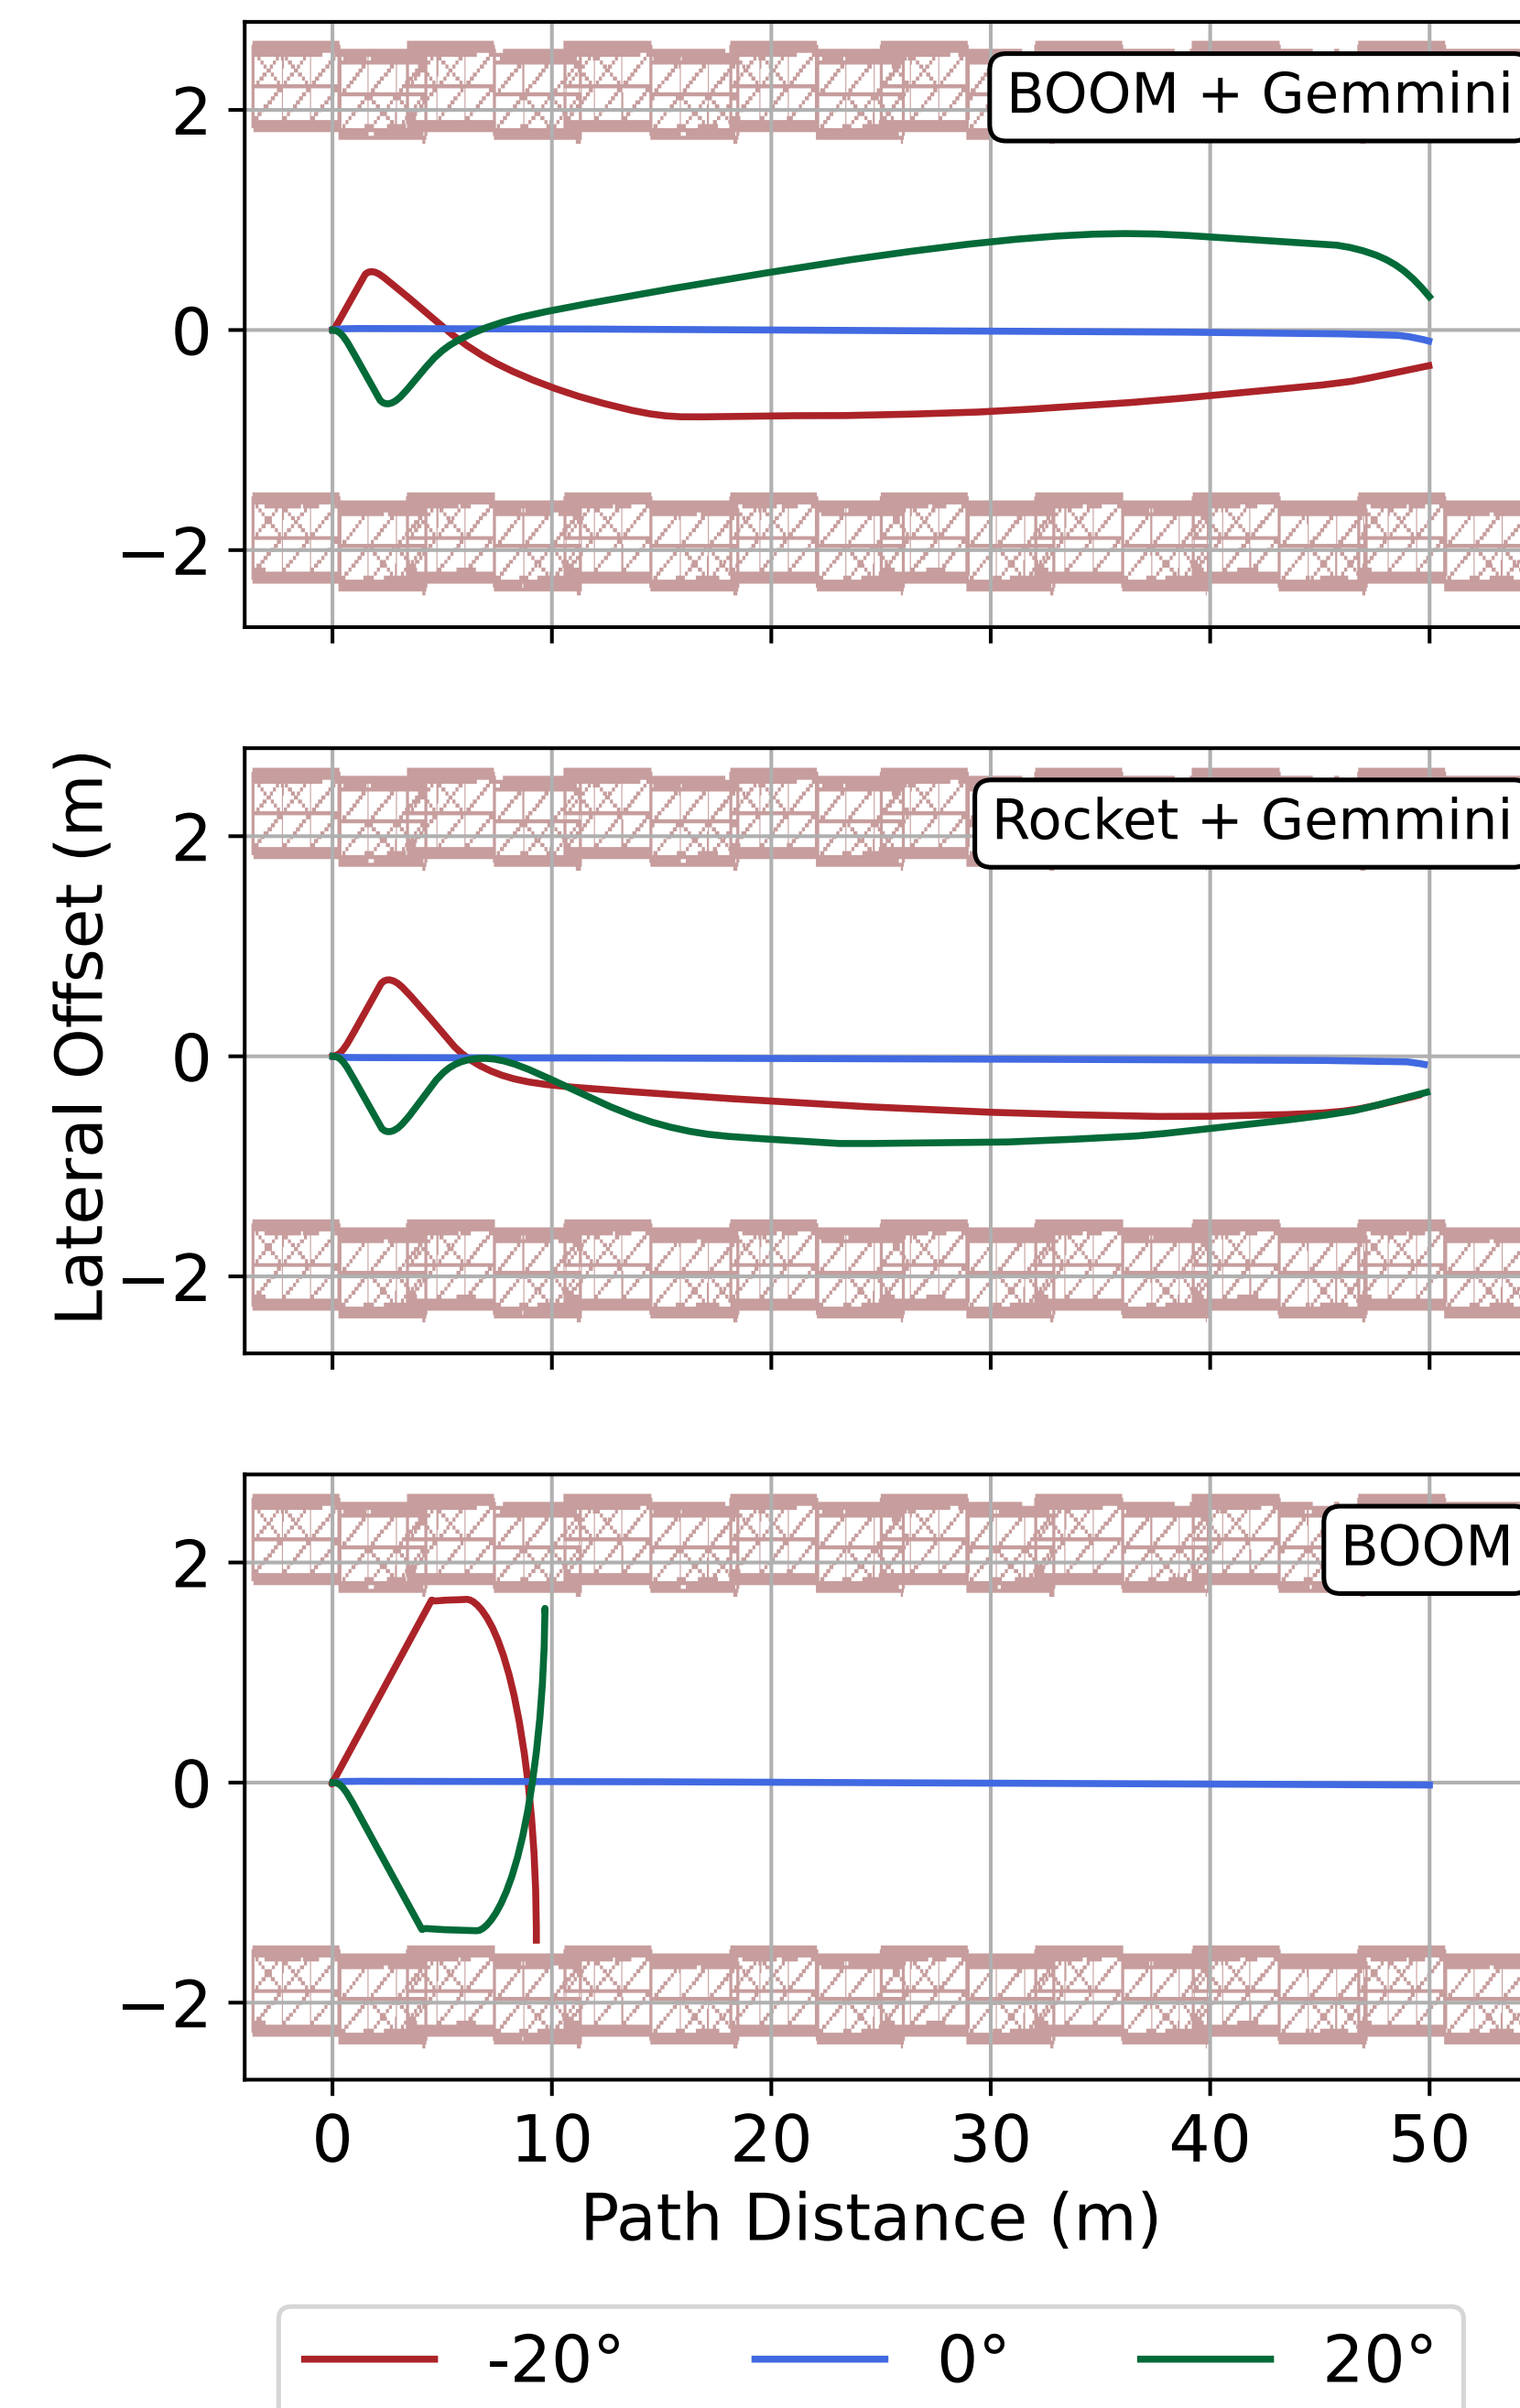 BOOM + Gemmini
2
0
−2
Rocket + Gemmini
2
0
−2
Lateral Offset (m)
BOOM
2
0
−2
0 10 20 30 40 50
Path Distance (m)
-20° 0° 20°